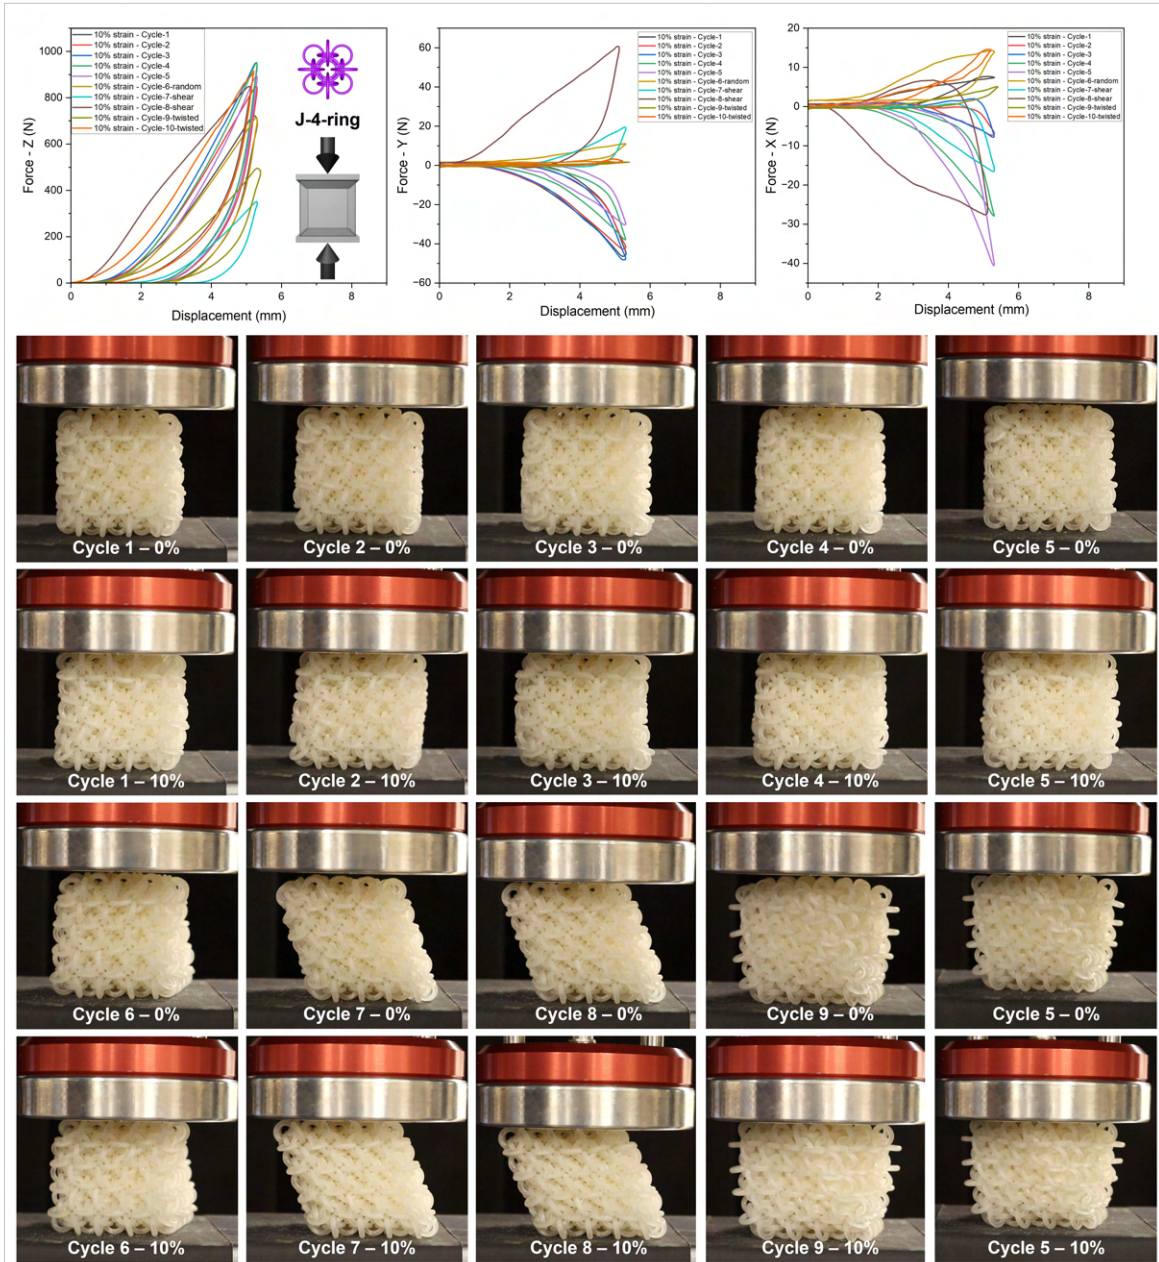 1000
800
600
400
200
0
0 2 4 6 8
Force - Z (N)
Displacement (mm)
10% strain - Cycle-1
10% strain - Cycle-2
10% strain - Cycle-3
10% strain - Cycle-4
10% strain - Cycle-5
10% strain - Cycle-6-random
10% strain - Cycle-7-shear
10% strain - Cycle-8-shear
10% strain - Cycle-9-twisted
10% strain - Cycle-10-twisted
J-4-ring
60
40
20
0
−20
−40
−60
0 2 4 6 8
Force - Y (N)
Displacement (mm)
10% strain - Cycle-1
10% strain - Cycle-2
10% strain - Cycle-3
10% strain - Cycle-4
10% strain - Cycle-5
10% strain - Cycle-6-random
10% strain - Cycle-7-shear
10% strain - Cycle-8-shear
10% strain - Cycle-9-twisted
10% strain - Cycle-10-twisted
20
10
0
−10
−20
−30
−40
0 2 4 6 8
Force - X (N)
Displacement (mm)
10% strain - Cycle-1
10% strain - Cycle-2
10% strain - Cycle-3
10% strain - Cycle-4
10% strain - Cycle-5
10% strain - Cycle-6-random
10% strain - Cycle-7-shear
10% strain - Cycle-8-shear
10% strain - Cycle-9-twisted
10% strain - Cycle-10-twisted
Cycle 1 – 0%
Cycle 2 – 0%
Cycle 3 – 0%
Cycle 4 – 0%
Cycle 5 – 0%
Cycle 1 – 10%
Cycle 2 – 10%
Cycle 3 – 10%
Cycle 4 – 10%
Cycle 5 – 10%
Cycle 6 – 0%
Cycle 7 – 0%
Cycle 8 – 0%
Cycle 9 – 0%
Cycle 5 – 0%
Cycle 6 – 10%
Cycle 7 – 10%
Cycle 8 – 10%
Cycle 9 – 10%
Cycle 5 – 10%